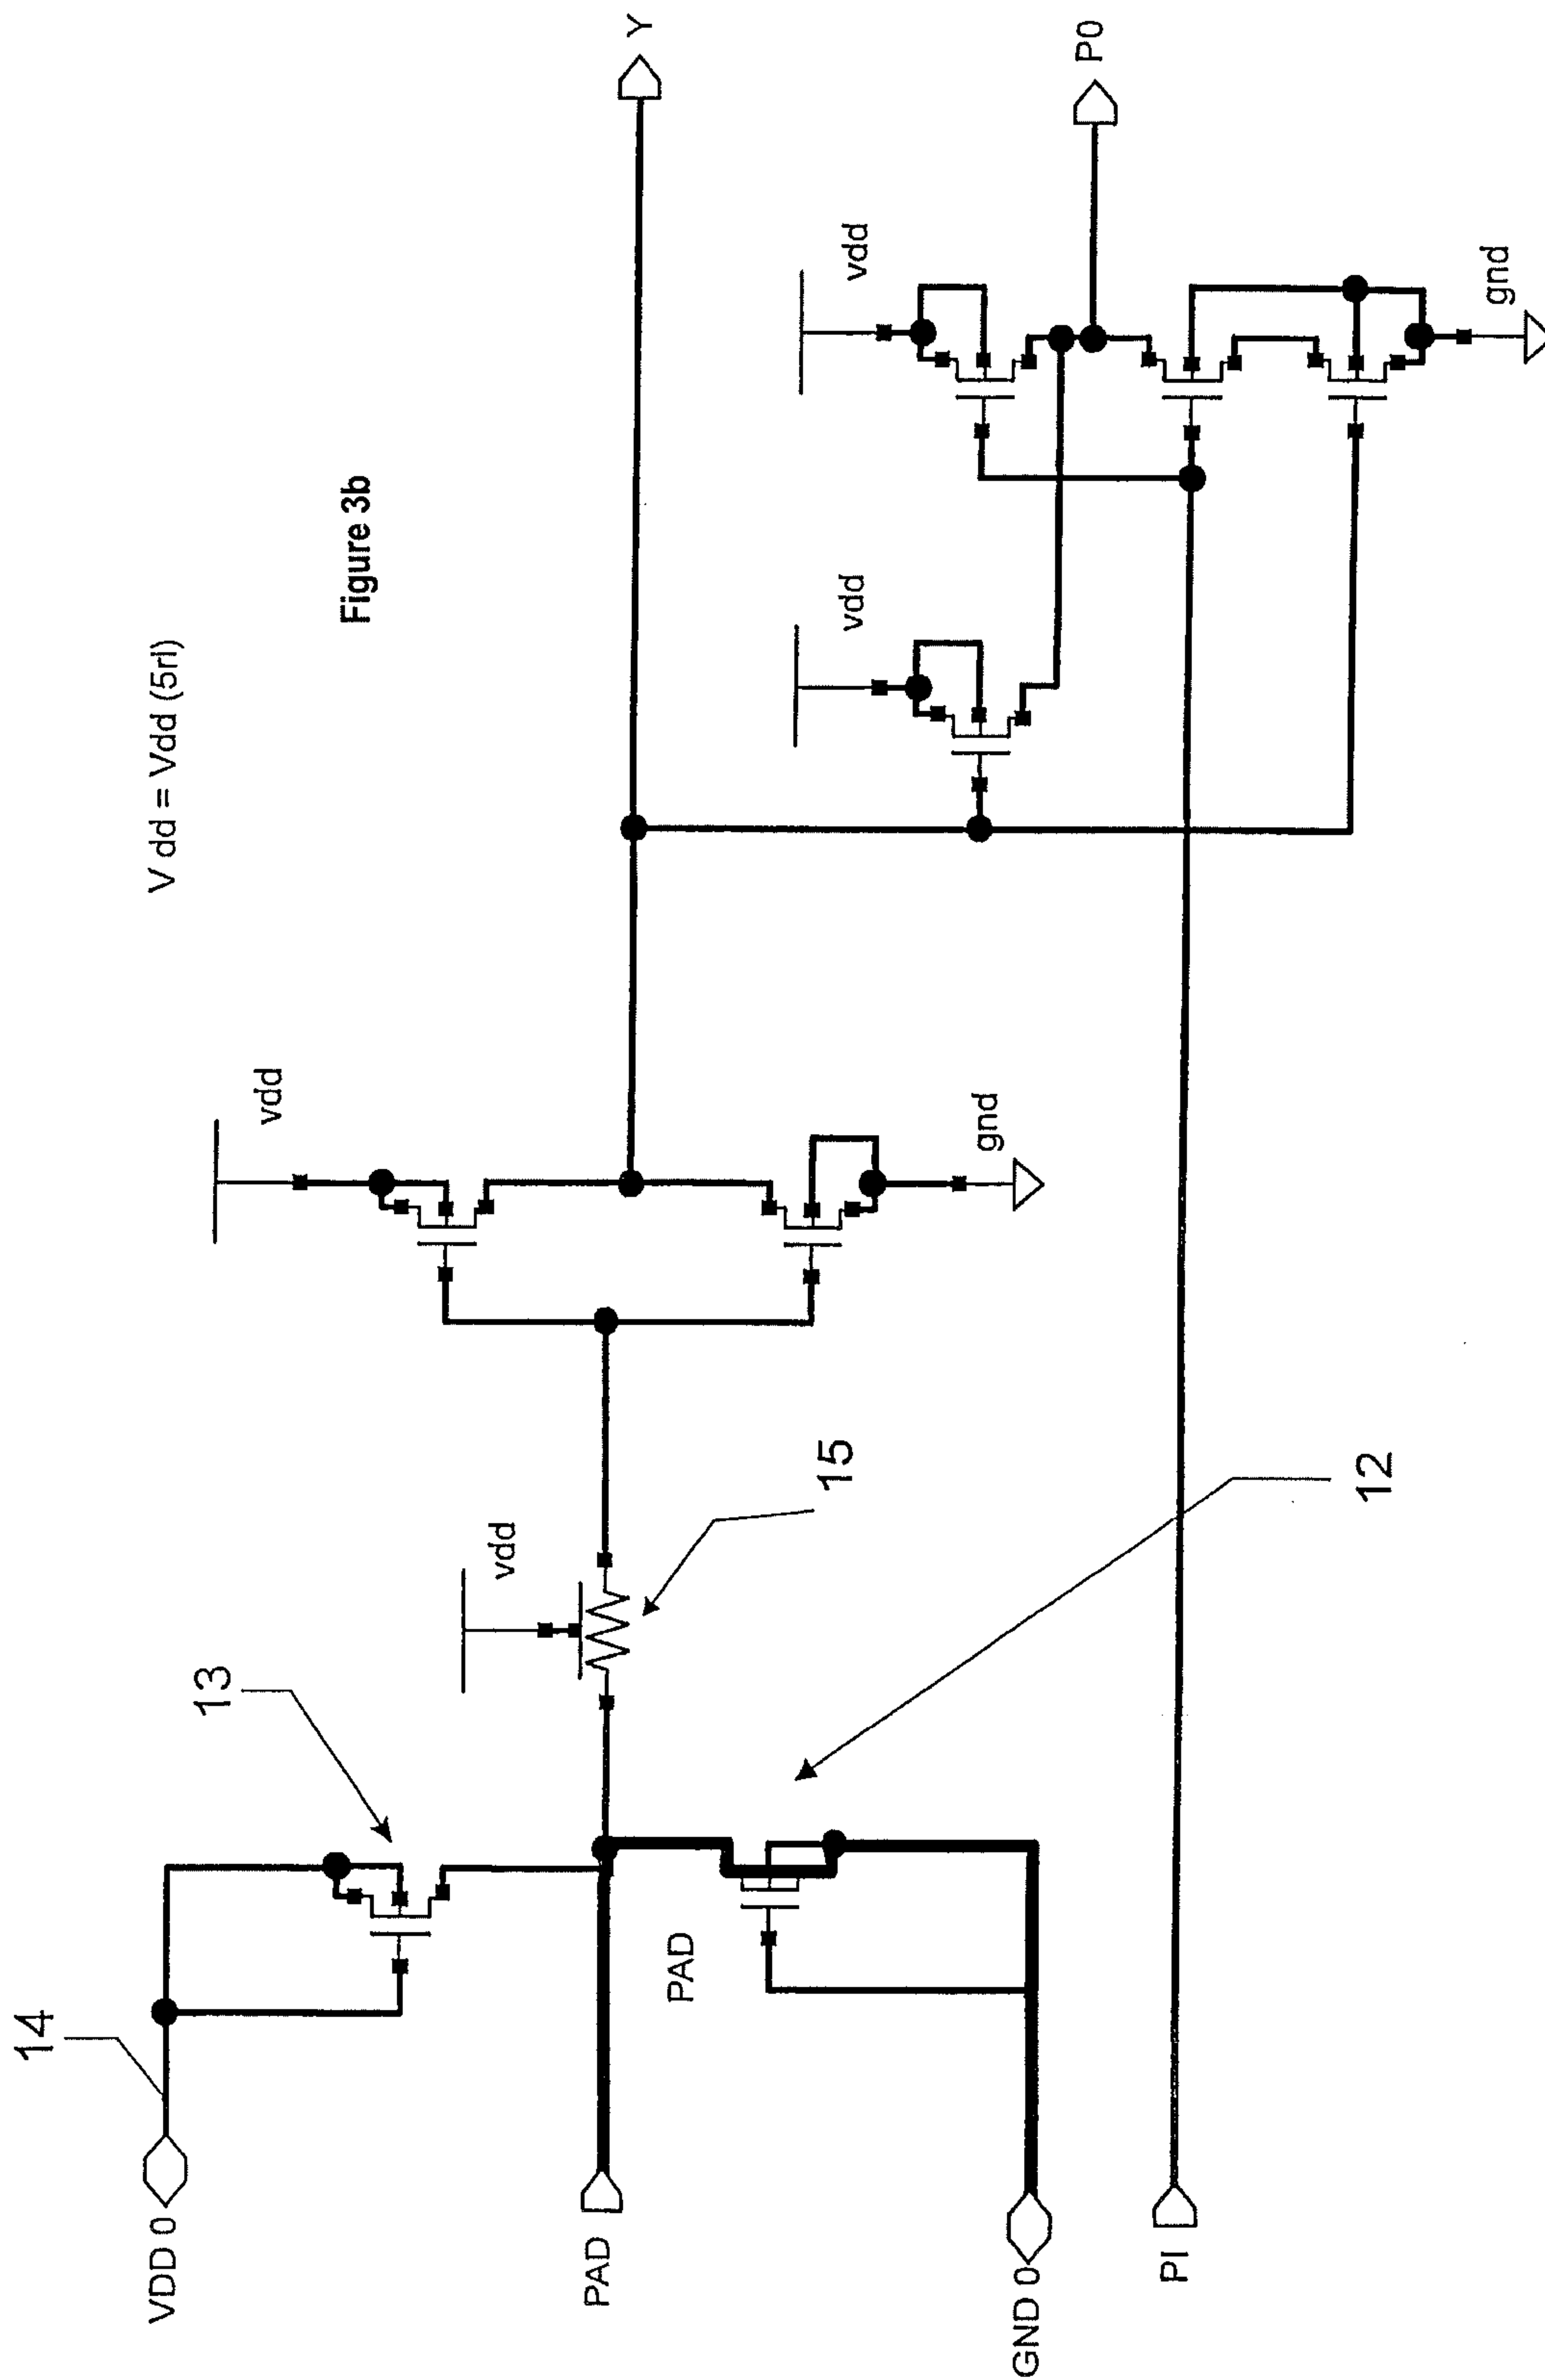 V dd = Vdd (5rl)
Figure 3b
14
VDD 0
13
vdd
vdd
15
PAD
PAD
GND 0
PI
12
gnd
Y
vdd
vdd
P0
gnd